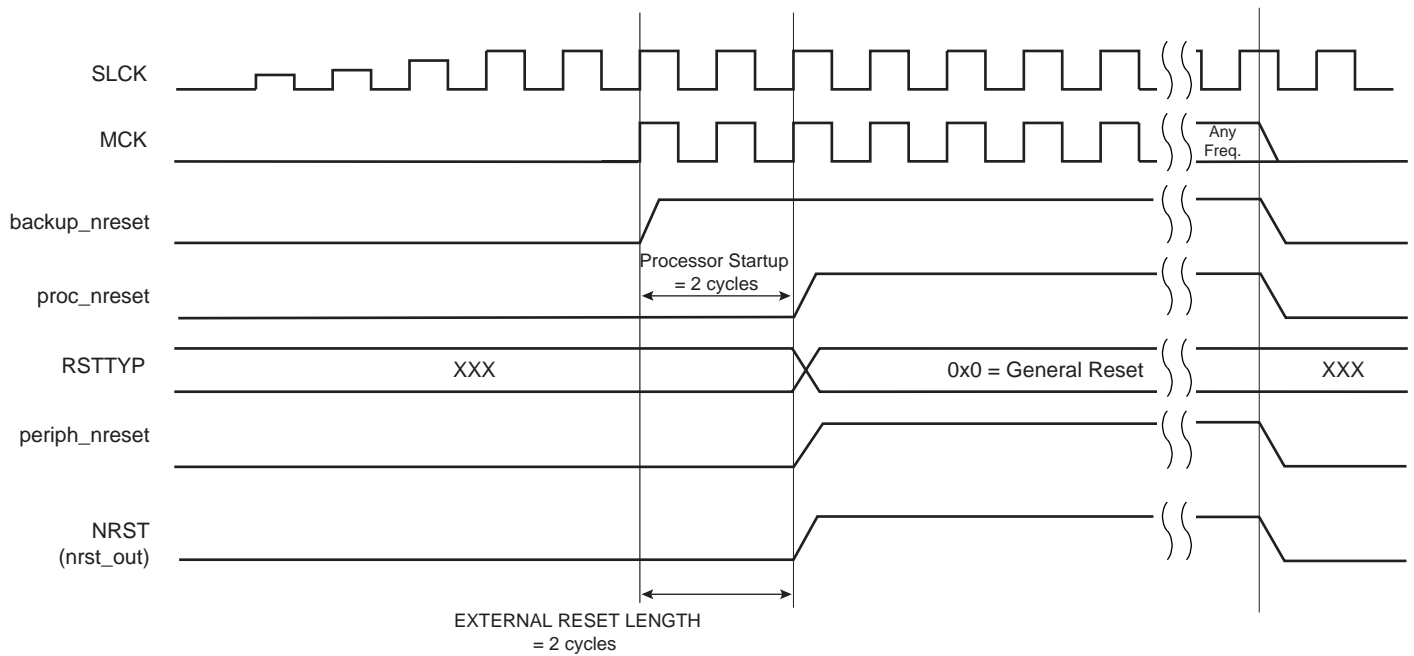 SLCK
MCK
Any
Freq.
backup_nreset
Processor Startup
= 2 cycles
proc_nreset
RSTTYP
XXX
0x0 = General Reset
XXX
periph_nreset
NRST
(nrst_out)
EXTERNAL RESET LENGTH
= 2 cycles